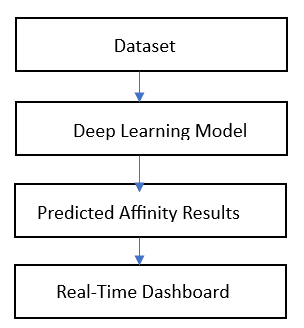 Dataset
Deep Learning Model
Predicted Affinity Results
Real-Time Dashboard